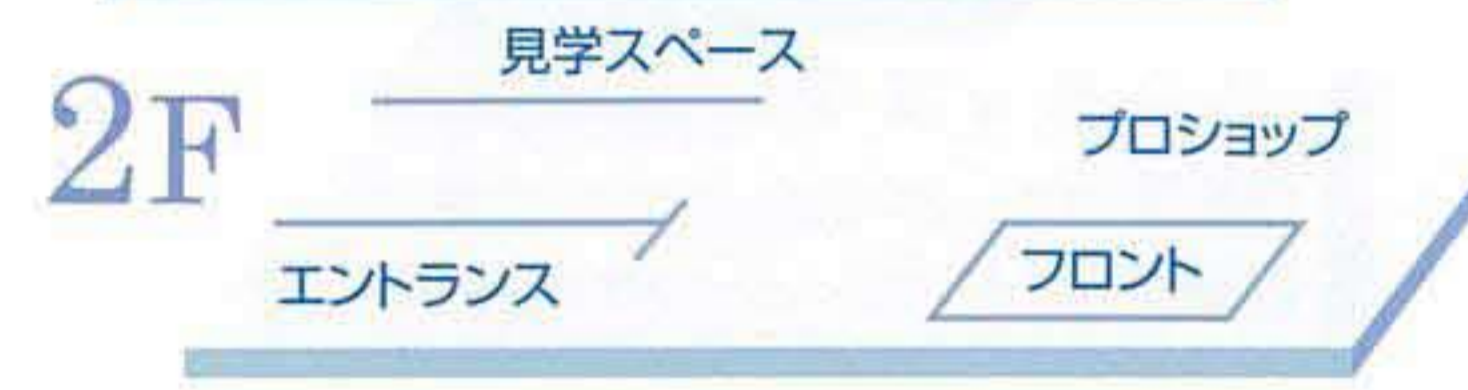 見学スペース
2F
プロショップ
エントランス
フロント